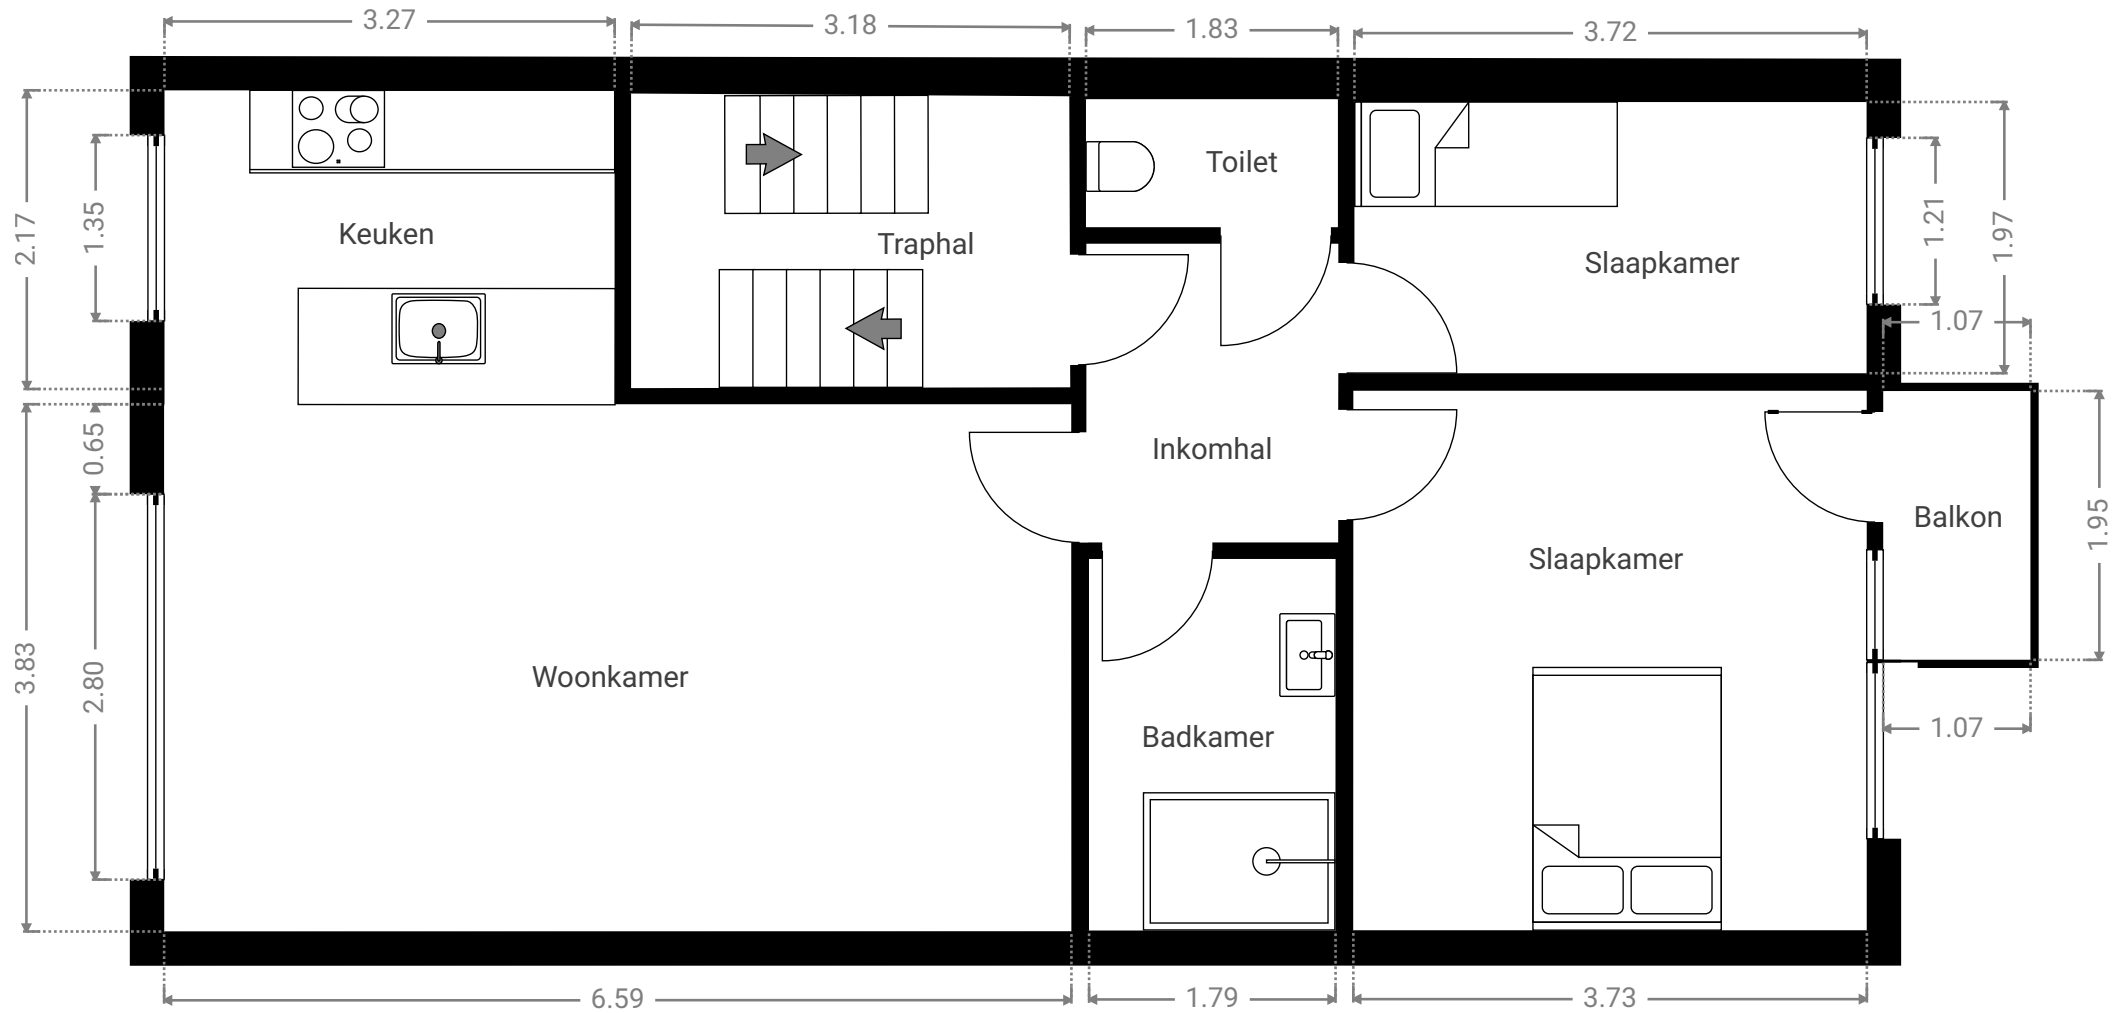 3.27
3.18
1.83
3.72
2.17
1.35
Keuken
Traphal
Toilet
Slaapkamer
1.21
1.97
1.07
0.65
Inkomhal
Balkon
1.95
Slaapkamer
3.83
2.80
Woonkamer
Badkamer
1.07
6.59
1.79
3.73